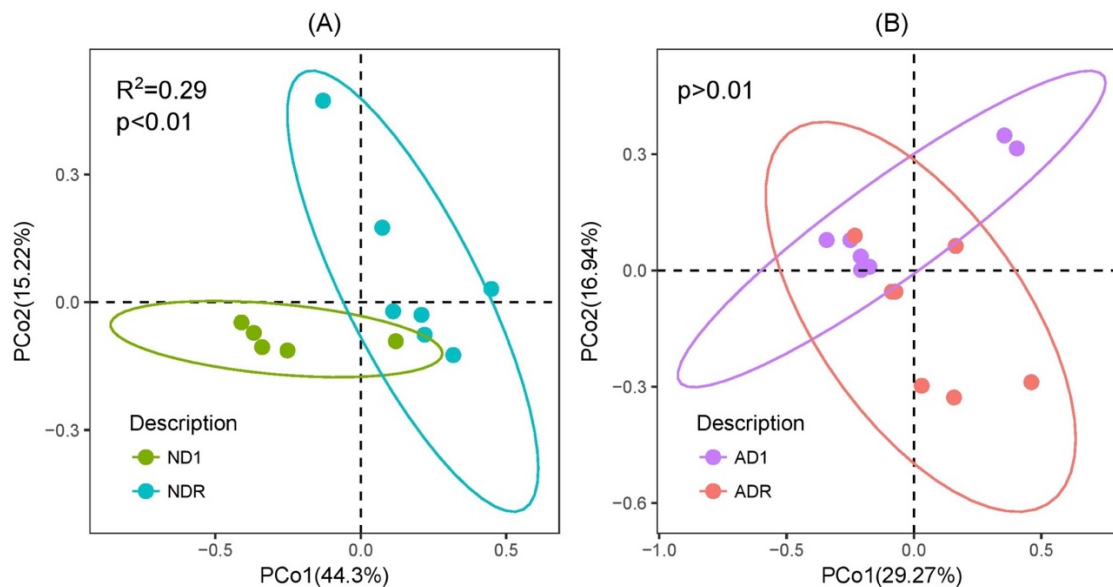 (A)
R²=0.29
p<0.01
0.3
0.0
−0.3
PCo2(15.22%)
Description
ND1
NDR
−0.5
0.0
0.5
PCo1(44.3%)
(B)
p>0.01
0.3
0.0
−0.3
−0.6
PCo2(16.94%)
Description
AD1
ADR
−1.0
−0.5
0.0
0.5
PCo1(29.27%)